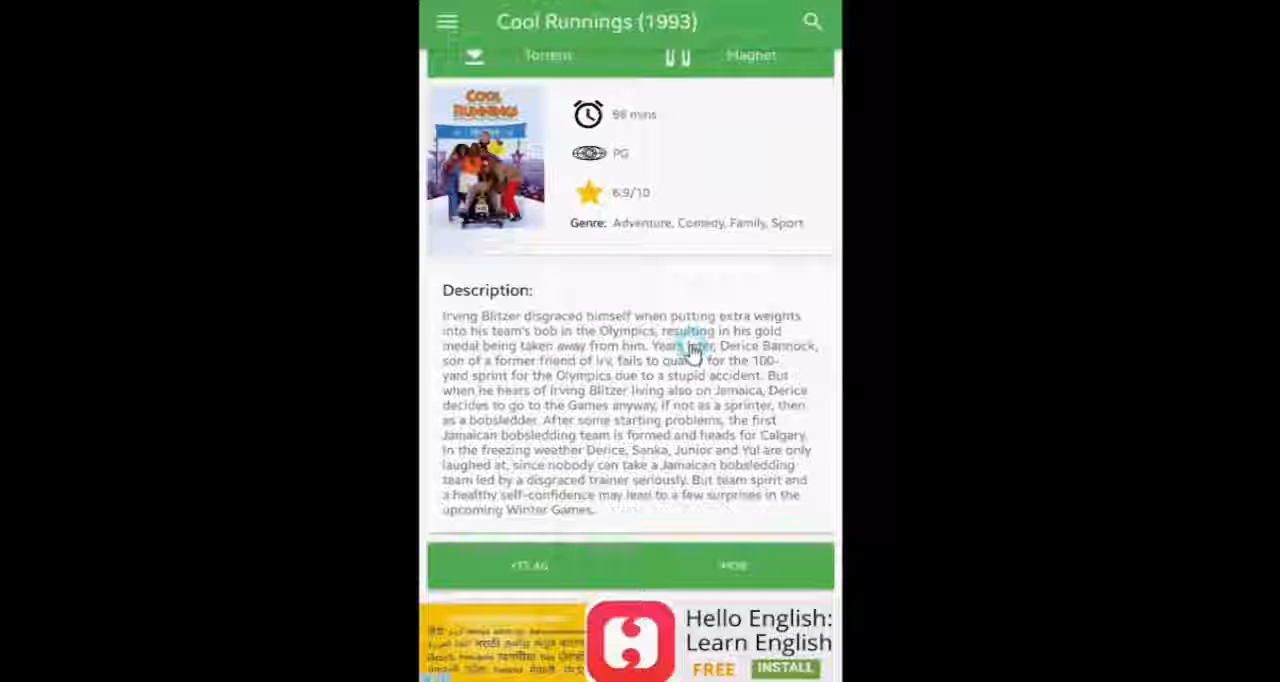 Cool Runnings (1993)
Torrent Magnet
COOL
RUNNINGS
98 mins
PG
6.9/10
Genre: Adventure, Comedy, Family, Sport
Description:
Irving Blitzer disgraced himself when putting extra weights
into his team's bob in the Olympics, resulting in his gold
medal being taken away from him. Years later, Derice Bannock,
son of a former friend of Irv, fails to qualify for the 100-
yard sprint for the Olympics due to a stupid accident. But
when he hears of Irving Blitzer living also on Jamaica, Derice
decides to go to the Games anyway, if not as a sprinter, then
as a bobsledder. After some starting problems, the first
Jamaican bobsledding team is formed and heads for Calgary.
In the freezing weather Derice, Sanka, Junior and Yul are only
laughed at, since nobody can take a Jamaican bobsledding
team led by a disgraced trainer seriously. But team spirit and
a healthy self-confidence may lead to a few surprises in the
upcoming Winter Games.
Hello English:
Learn English
FREE INSTALL